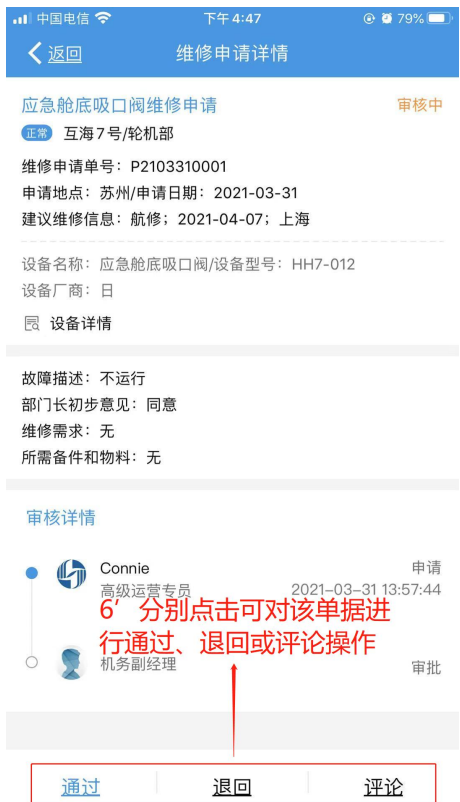 中国电信 下午4:47 79%
返回 维修申请详情
应急舱底吸口阀维修申请 审核中
正常 互海7号/轮机部
维修申请单号：P2103310001
申请地点：苏州/申请日期：2021-03-31
建议维修信息：航修；2021-04-07；上海
设备名称：应急舱底吸口阀/设备型号：HH7-012
设备厂商：日
设备详情
故障描述：不运行
部门长初步意见：同意
维修需求：无
所需备件和物料：无
审核详情
Connie 申请
高级运营专员 2021-03-31 13:57:44
6’ 分别点击可对该单据进
行通过、退回或评论操作
机务副经理 审批
通过 退回 评论